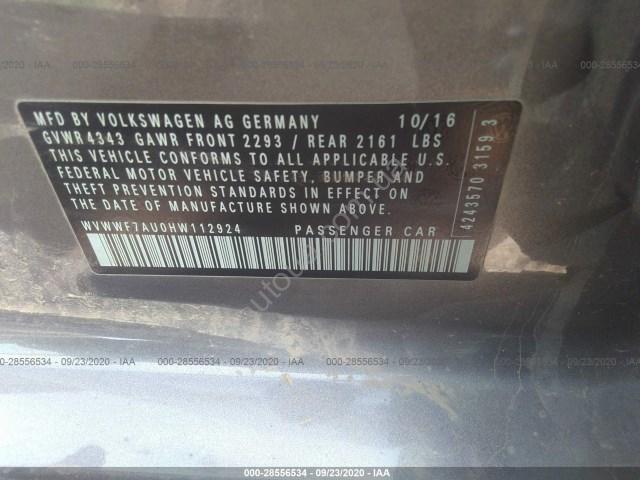 MFD BY VOLKSWAGEN AG GERMANY 10/16
GVWR 4343 GAWR FRONT 2293 / REAR 2161 LBS
THIS VEHICLE CONFORMS TO ALL APPLICABLE U.S.
FEDERAL MOTOR VEHICLE SAFETY, BUMPER AND
THEFT PREVENTION STANDARDS IN EFFECT ON
THE DATE OF MANUFACTURE SHOWN ABOVE.
WVWWF7AU0HW112924 PASSENGER CAR
4243570 3159 3
000-28556534 - 09/23/2020 - IAA
000-28556534 - 09/23/2020 - IAA
000-28556534 - 09/23/2020 - IAA
000-28556534 - 09/23/2020 - IAA